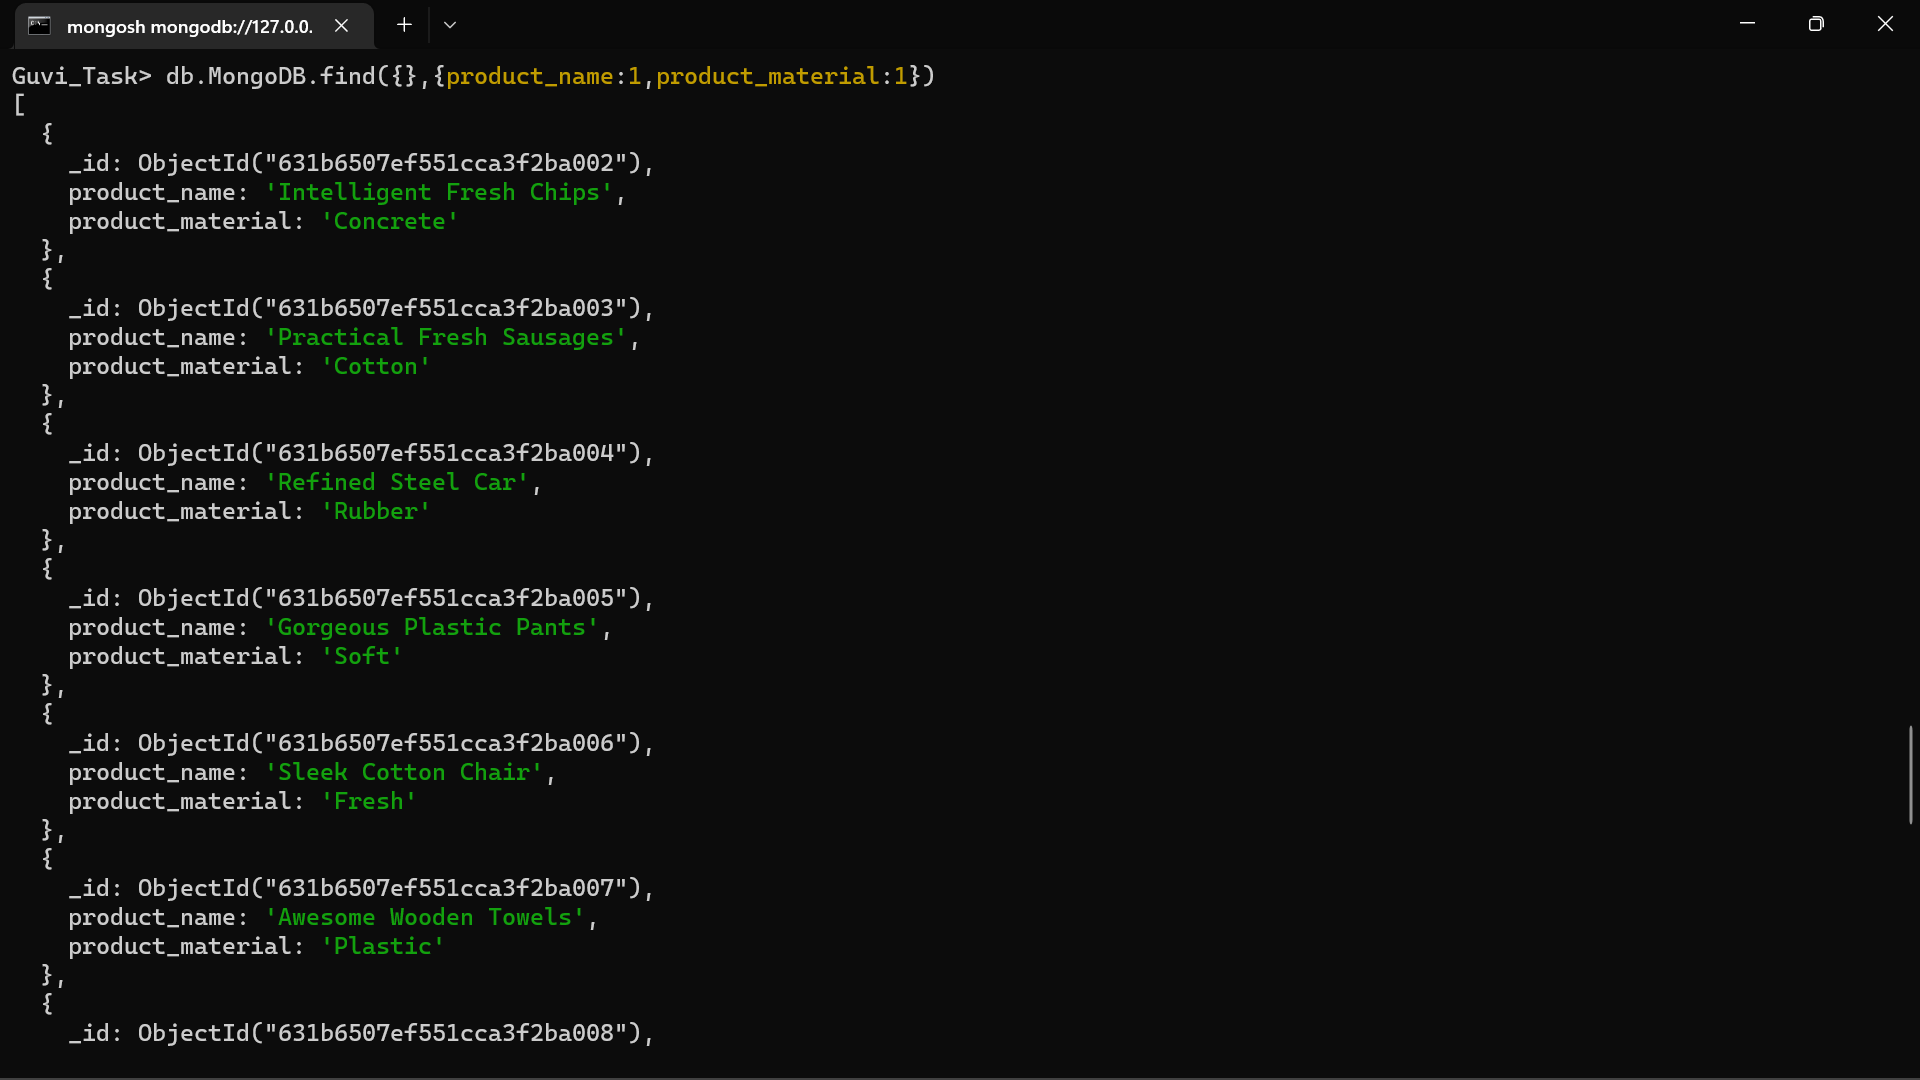 mongosh mongodb://127.0.0.
Guvi_Task> db.MongoDB.find({},{product_name:1,product_material:1})
[
  {
    _id: ObjectId("631b6507ef551cca3f2ba002"),
    product_name: 'Intelligent Fresh Chips',
    product_material: 'Concrete'
  },
  {
    _id: ObjectId("631b6507ef551cca3f2ba003"),
    product_name: 'Practical Fresh Sausages',
    product_material: 'Cotton'
  },
  {
    _id: ObjectId("631b6507ef551cca3f2ba004"),
    product_name: 'Refined Steel Car',
    product_material: 'Rubber'
  },
  {
    _id: ObjectId("631b6507ef551cca3f2ba005"),
    product_name: 'Gorgeous Plastic Pants',
    product_material: 'Soft'
  },
  {
    _id: ObjectId("631b6507ef551cca3f2ba006"),
    product_name: 'Sleek Cotton Chair',
    product_material: 'Fresh'
  },
  {
    _id: ObjectId("631b6507ef551cca3f2ba007"),
    product_name: 'Awesome Wooden Towels',
    product_material: 'Plastic'
  },
  {
    _id: ObjectId("631b6507ef551cca3f2ba008"),